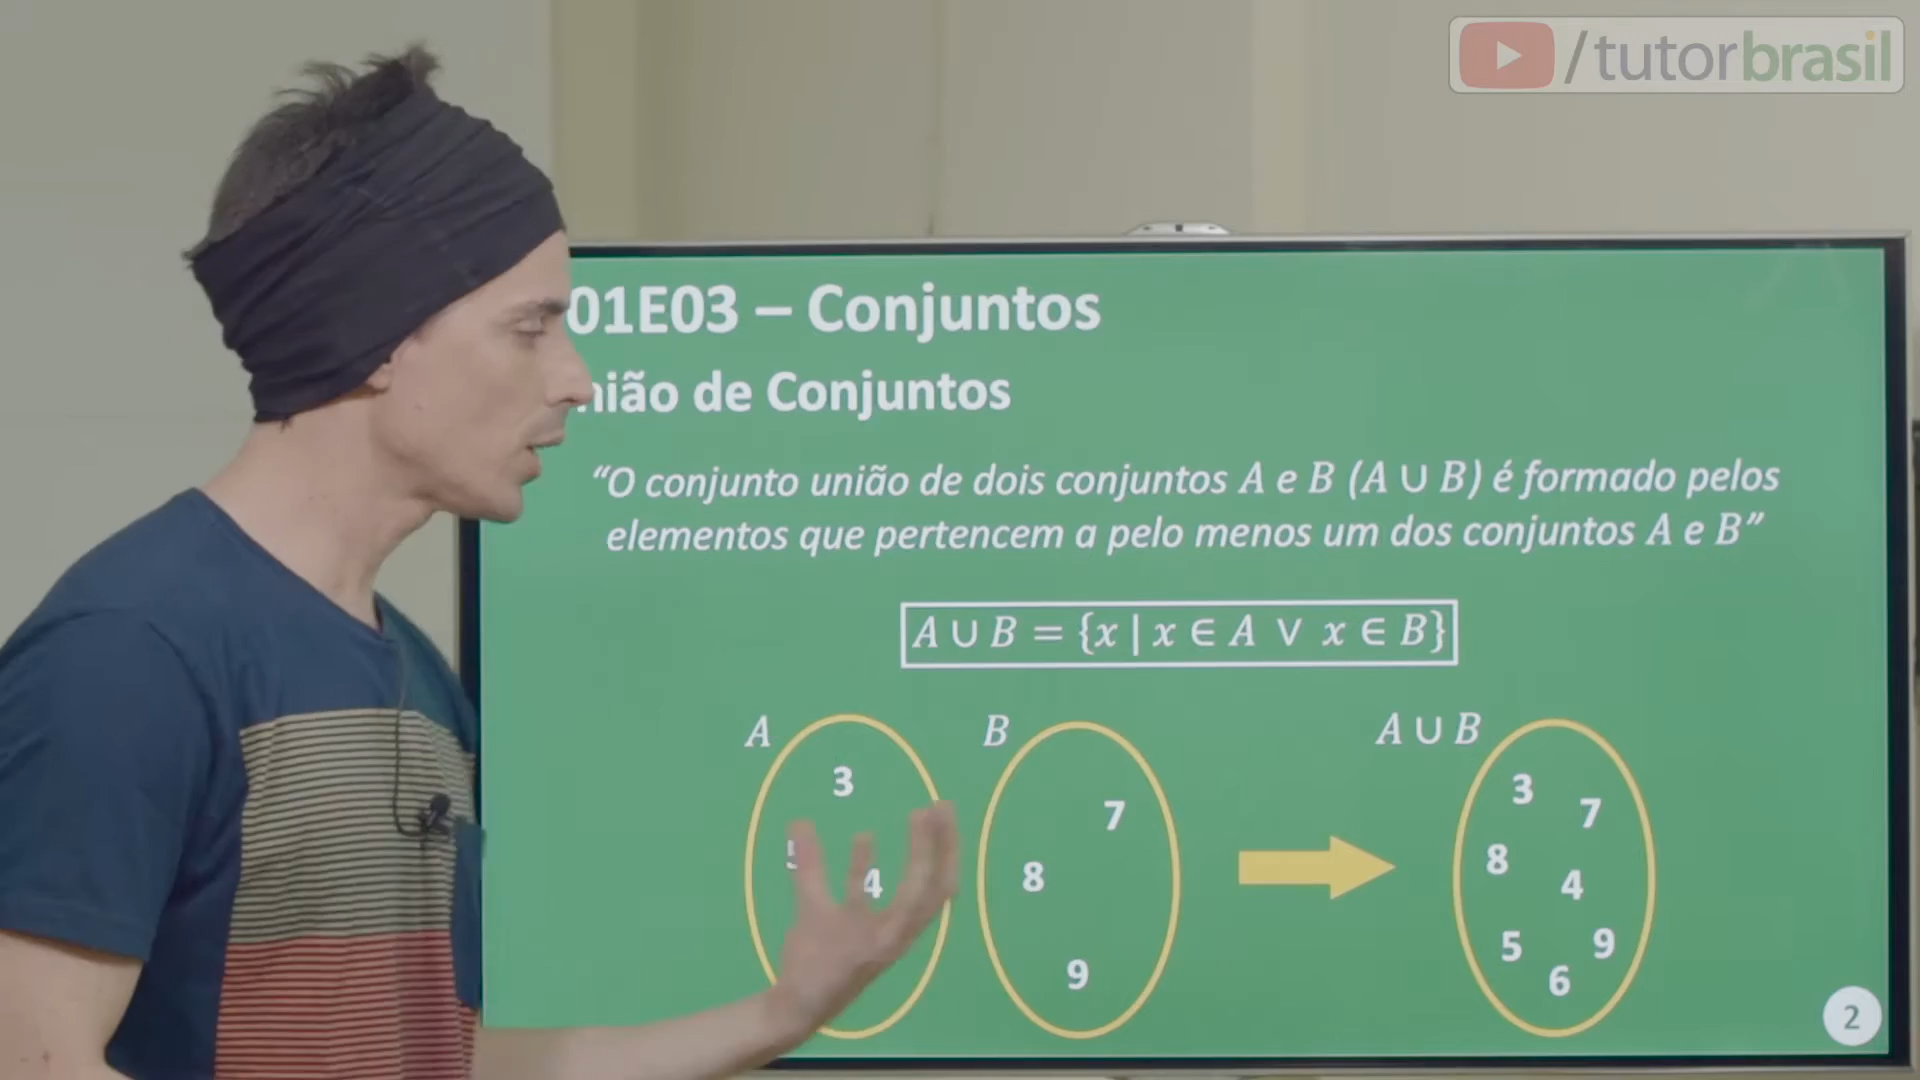 /tutorbrasil
01E03 – Conjuntos
de Conjuntos
“O conjunto união de dois conjuntos A e B (A ∪ B) é formado pelos
elementos que pertencem a pelo menos um dos conjuntos A e B”
A ∪ B = {x | x ∈ A ∨ x ∈ B}
A
3
4
B
7
8
9
A ∪ B
3
7
8
4
5
9
6
2